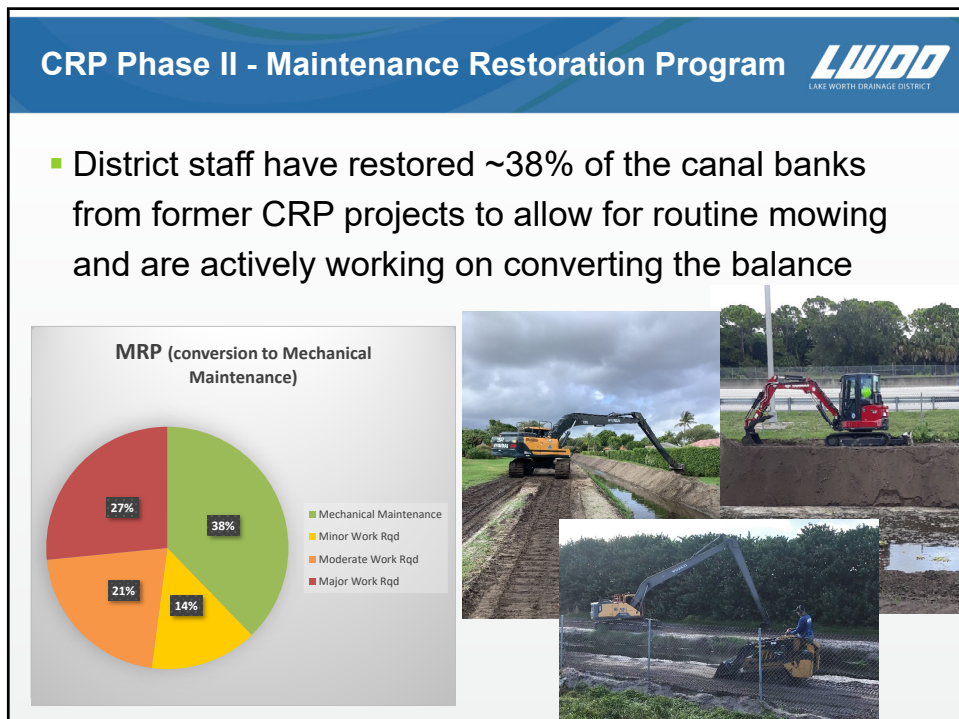 CRP Phase II - Maintenance Restoration Program
LWDD
LAKE WORTH DRAINAGE DISTRICT
District staff have restored ~38% of the canal banks
from former CRP projects to allow for routine mowing
and are actively working on converting the balance
MRP (conversion to Mechanical
Maintenance)
27%
38%
21%
14%
Mechanical Maintenance
Minor Work Rqd
Moderate Work Rqd
Major Work Rqd